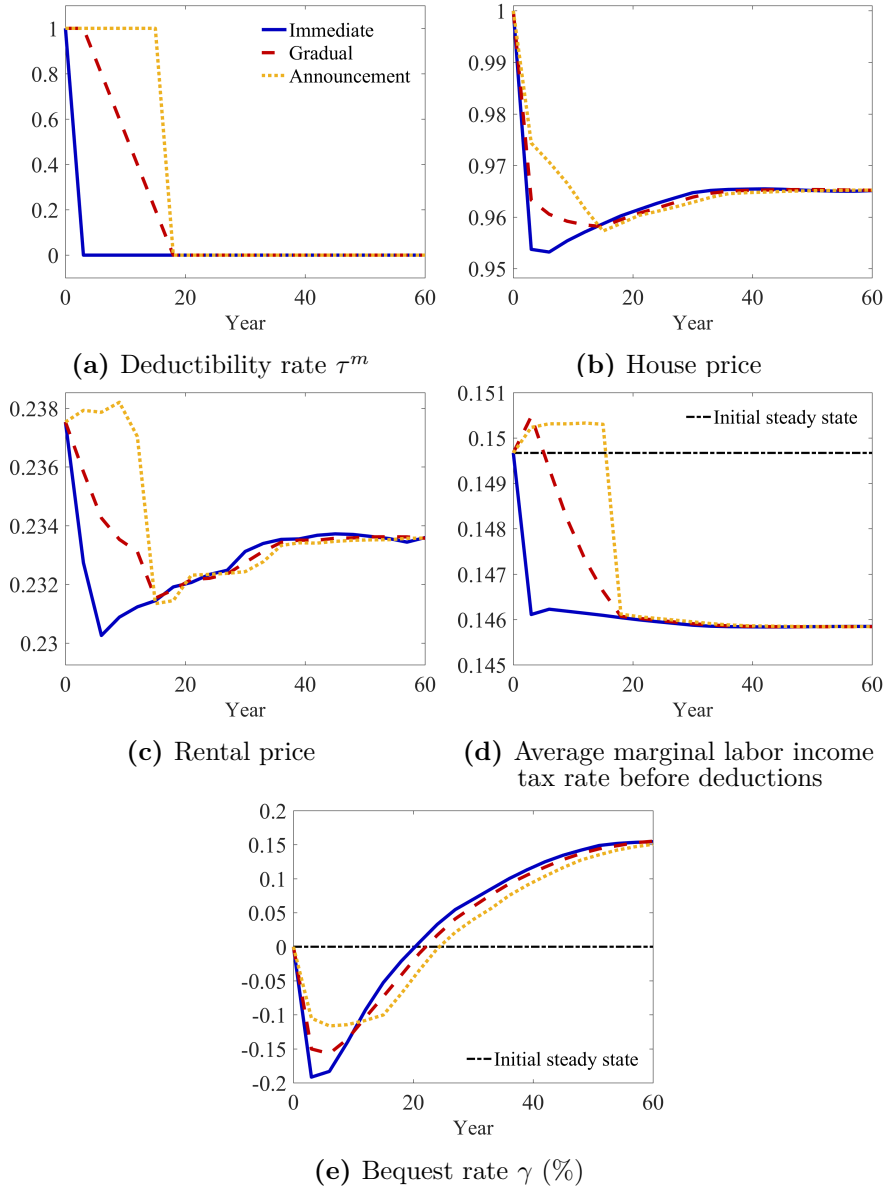 1
0.8
0.6
0.4
0.2
0
0 20 40 60
Year
Immediate
Gradual
Announcement
(a) Deductibility rate τ^m
1
0.99
0.98
0.97
0.96
0.95
0 20 40 60
Year
(b) House price
0.238
0.236
0.234
0.232
0.23
0 20 40 60
Year
(c) Rental price
0.151
0.15
0.149
0.148
0.147
0.146
0.145
0 20 40 60
Year
Initial steady state
(d) Average marginal labor income
tax rate before deductions
0.2
0.15
0.1
0.05
0
-0.05
-0.1
-0.15
-0.2
0 20 40 60
Year
Initial steady state
(e) Bequest rate γ (%)